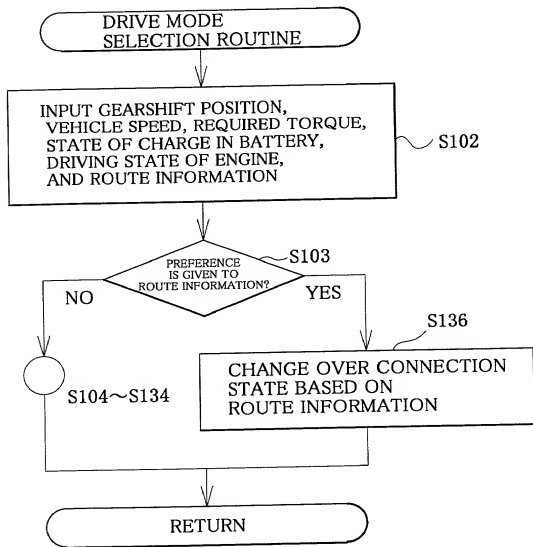 DRIVE MODE
SELECTION ROUTINE
INPUT GEARSHIFT POSITION,
VEHICLE SPEED, REQUIRED TORQUE,
STATE OF CHARGE IN BATTERY,
DRIVING STATE OF ENGINE,
AND ROUTE INFORMATION
S102
S103
PREFERENCE
IS GIVEN TO
ROUTE INFORMATION?
NO
YES
S136
S104~S134
CHANGE OVER CONNECTION
STATE BASED ON
ROUTE INFORMATION
RETURN